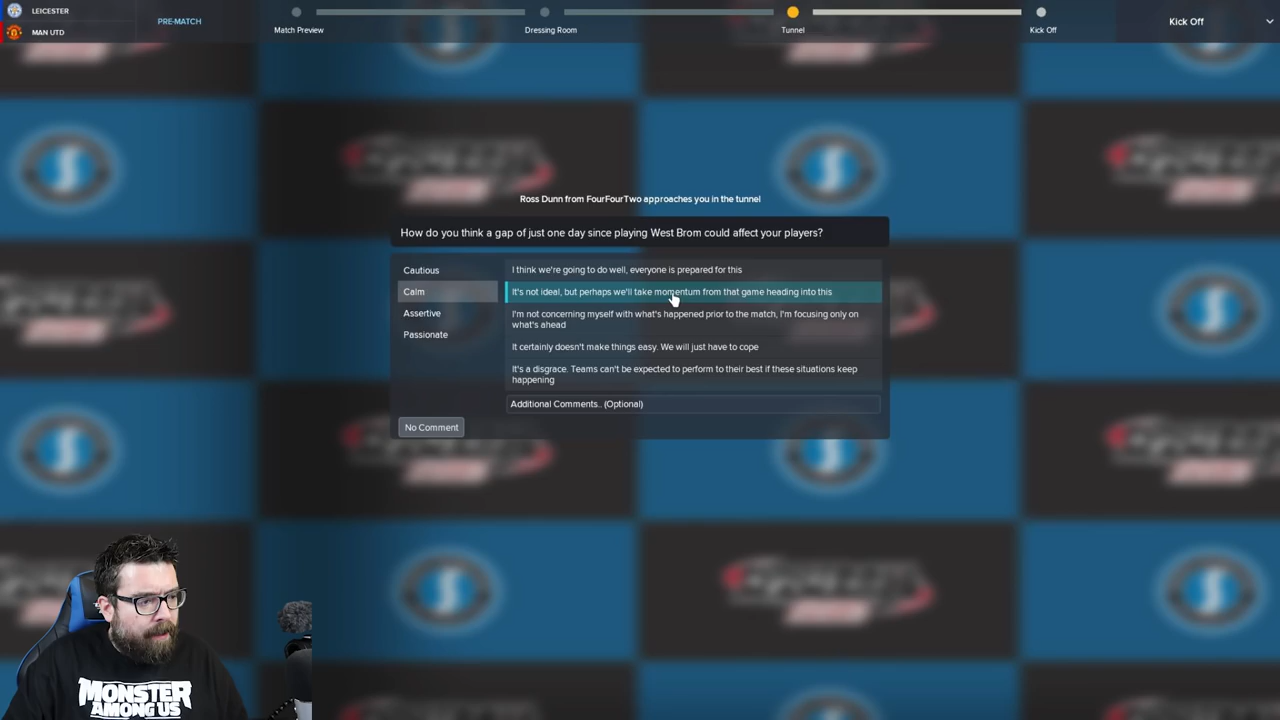 LEICESTER
MAN UTD
PRE-MATCH
Match Preview
Dressing Room
Tunnel
Kick Off
Kick Off
Ross Dunn from FourFourTwo approaches you in the tunnel
How do you think a gap of just one day since playing West Brom could affect your players?
Cautious
Calm
Assertive
Passionate
I think we're going to do well, everyone is prepared for this
It's not ideal, but perhaps we'll take momentum from that game heading into this
I'm not concerning myself with what's happened prior to the match, I'm focusing only on
what's ahead
It certainly doesn't make things easy. We will just have to cope
It's a disgrace. Teams can't be expected to perform to their best if these situations keep
happening
Additional Comments.. (Optional)
No Comment
MONSTER
AMONG US